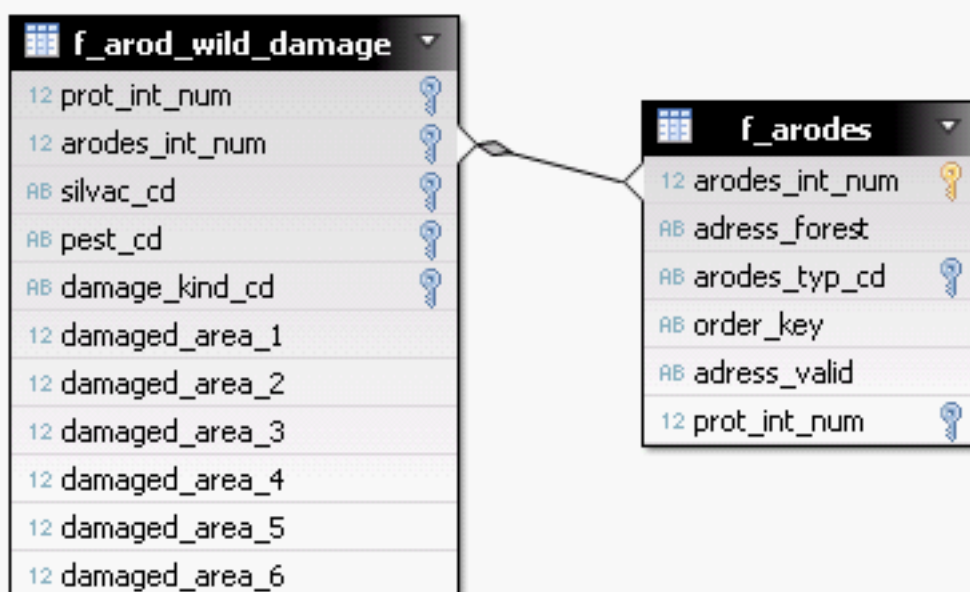 f_arod_wild_damage
12 prot_int_num
12 arodes_int_num
AB silvac_cd
AB pest_cd
AB damage_kind_cd
12 damaged_area_1
12 damaged_area_2
12 damaged_area_3
12 damaged_area_4
12 damaged_area_5
12 damaged_area_6
f_arodes
12 arodes_int_num
AB adress_forest
AB arodes_typ_cd
AB order_key
AB adress_valid
12 prot_int_num